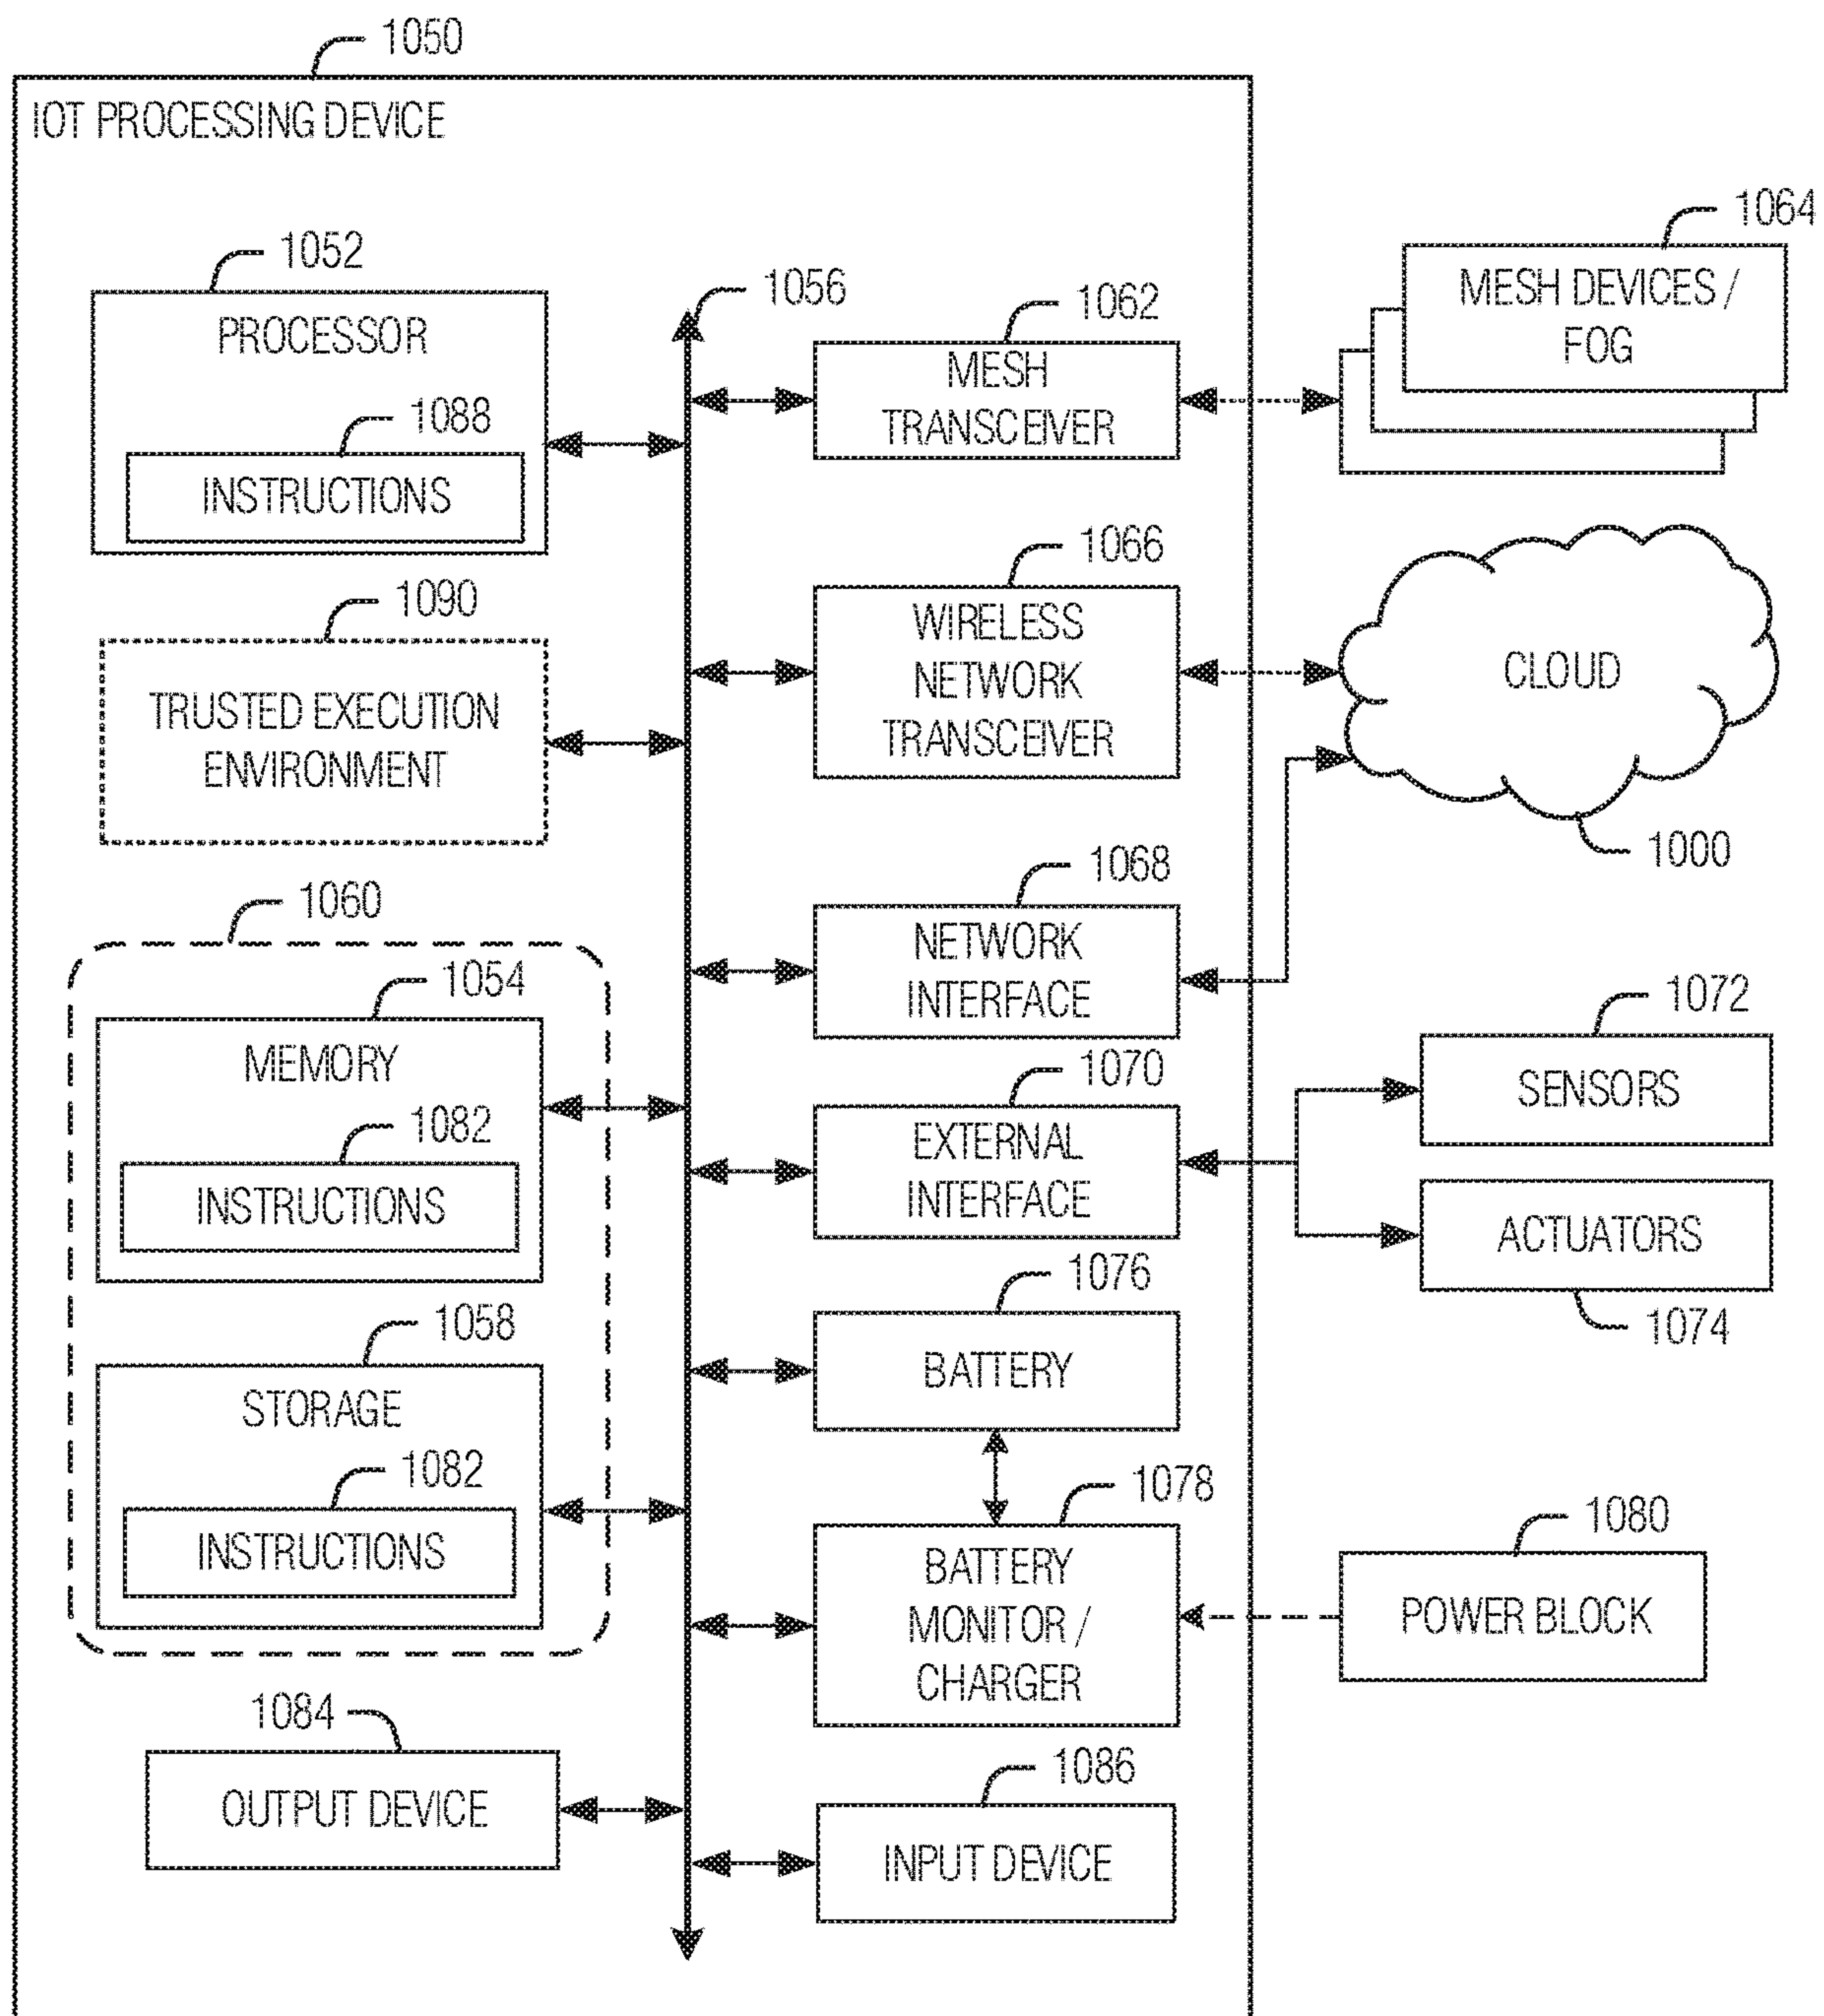 1050
IOT PROCESSING DEVICE
1052
PROCESSOR
1088
INSTRUCTIONS
1090
TRUSTED EXECUTION
ENVIRONMENT
1060
1054
MEMORY
1082
INSTRUCTIONS
1058
STORAGE
1082
INSTRUCTIONS
1084
OUTPUT DEVICE
1056
1062
MESH
TRANSCEIVER
1066
WIRELESS
NETWORK
TRANSCEIVER
1068
NETWORK
INTERFACE
1070
EXTERNAL
INTERFACE
1076
BATTERY
1078
BATTERY
MONITOR /
CHARGER
1086
INPUT DEVICE
1064
MESH DEVICES /
FOG
CLOUD
1000
1072
SENSORS
ACTUATORS
1074
1080
POWER BLOCK